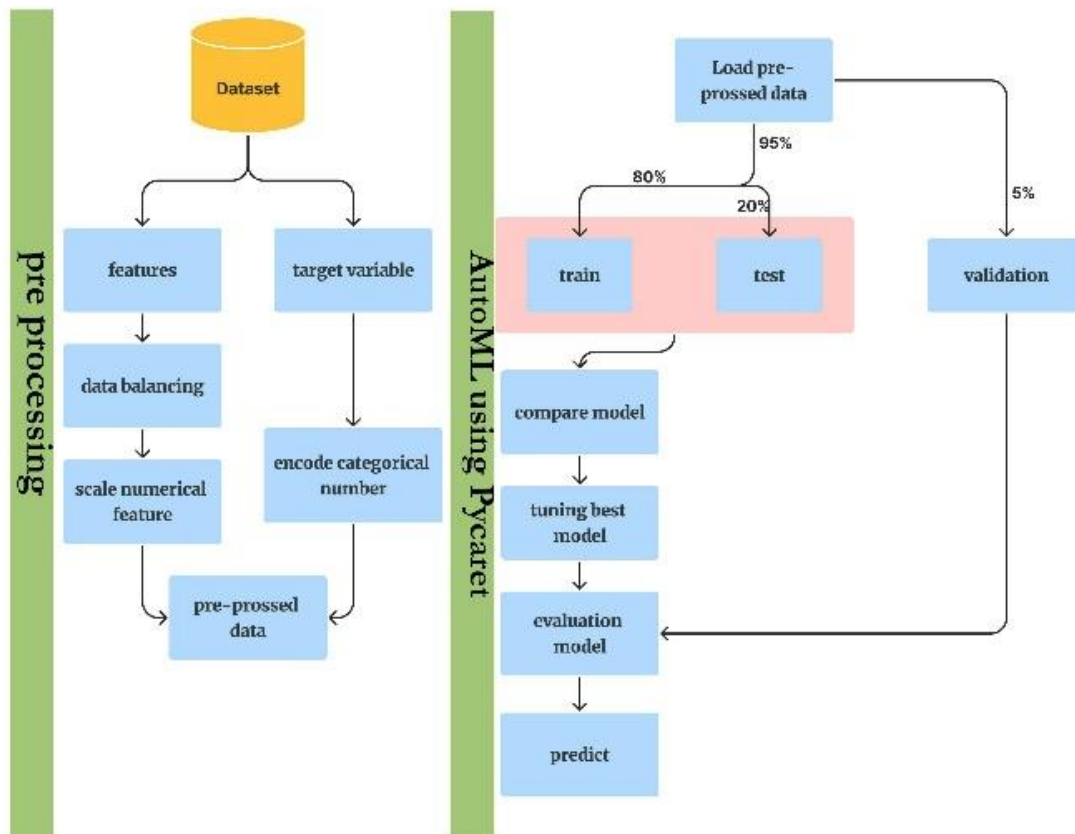 pre processing
Dataset
features
target variable
data balancing
scale numerical
feature
encode categorical
number
pre-prossed
data
AutoML using Pycaret
Load pre-
prossed data
95%
80%
20%
5%
train
test
validation
compare model
tuning best
model
evaluation
model
predict